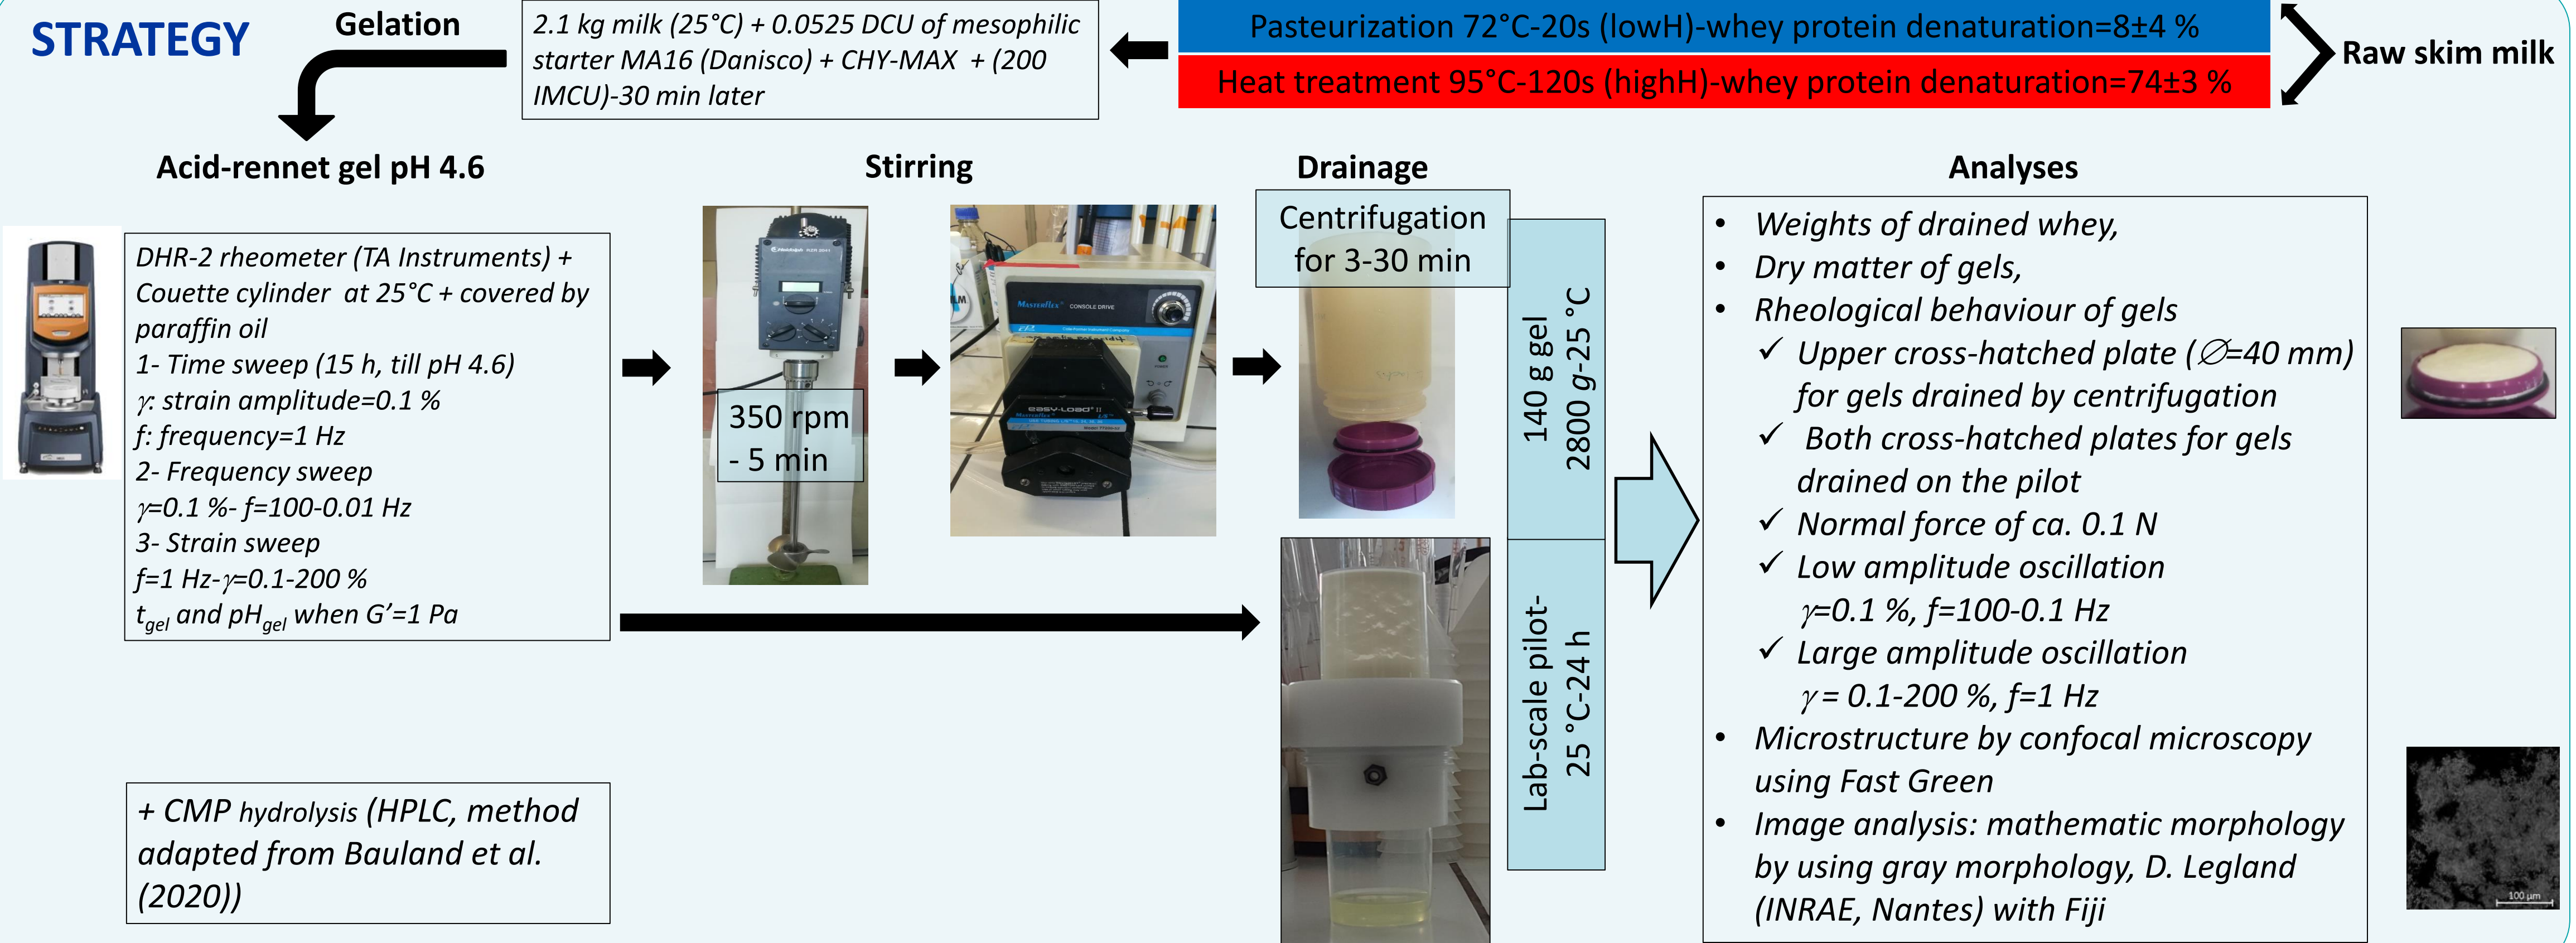 STRATEGY
Gelation
2.1 kg milk (25°C) + 0.0525 DCU of mesophilic
starter MA16 (Danisco) + CHY-MAX + (200
IMCU)-30 min later
Pasteurization 72°C-20s (lowH)-whey protein denaturation=8±4 %
Heat treatment 95°C-120s (highH)-whey protein denaturation=74±3 %
Raw skim milk
Acid-rennet gel pH 4.6
Stirring
Drainage
Analyses
DHR-2 rheometer (TA Instruments) +
Couette cylinder at 25°C + covered by
paraffin oil
1- Time sweep (15 h, till pH 4.6)
γ: strain amplitude=0.1 %
f: frequency=1 Hz
2- Frequency sweep
γ=0.1 %- f=100-0.01 Hz
3- Strain sweep
f=1 Hz-γ=0.1-200 %
tgel and pHgel when G’=1 Pa
+ CMP hydrolysis (HPLC, method
adapted from Bauland et al.
(2020))
350 rpm
- 5 min
MASTERFLEX CONSOLE DRIVE
EASY-LOAD II
MASTERFLEX
Centrifugation
for 3-30 min
140 g gel
2800 g-25 °C
Lab-scale pilot-
25 °C-24 h
• Weights of drained whey,
• Dry matter of gels,
• Rheological behaviour of gels
✓ Upper cross-hatched plate (∅=40 mm)
for gels drained by centrifugation
✓ Both cross-hatched plates for gels
drained on the pilot
✓ Normal force of ca. 0.1 N
✓ Low amplitude oscillation
γ=0.1 %, f=100-0.1 Hz
✓ Large amplitude oscillation
γ = 0.1-200 %, f=1 Hz
• Microstructure by confocal microscopy
using Fast Green
• Image analysis: mathematic morphology
by using gray morphology, D. Legland
(INRAE, Nantes) with Fiji
100 µm